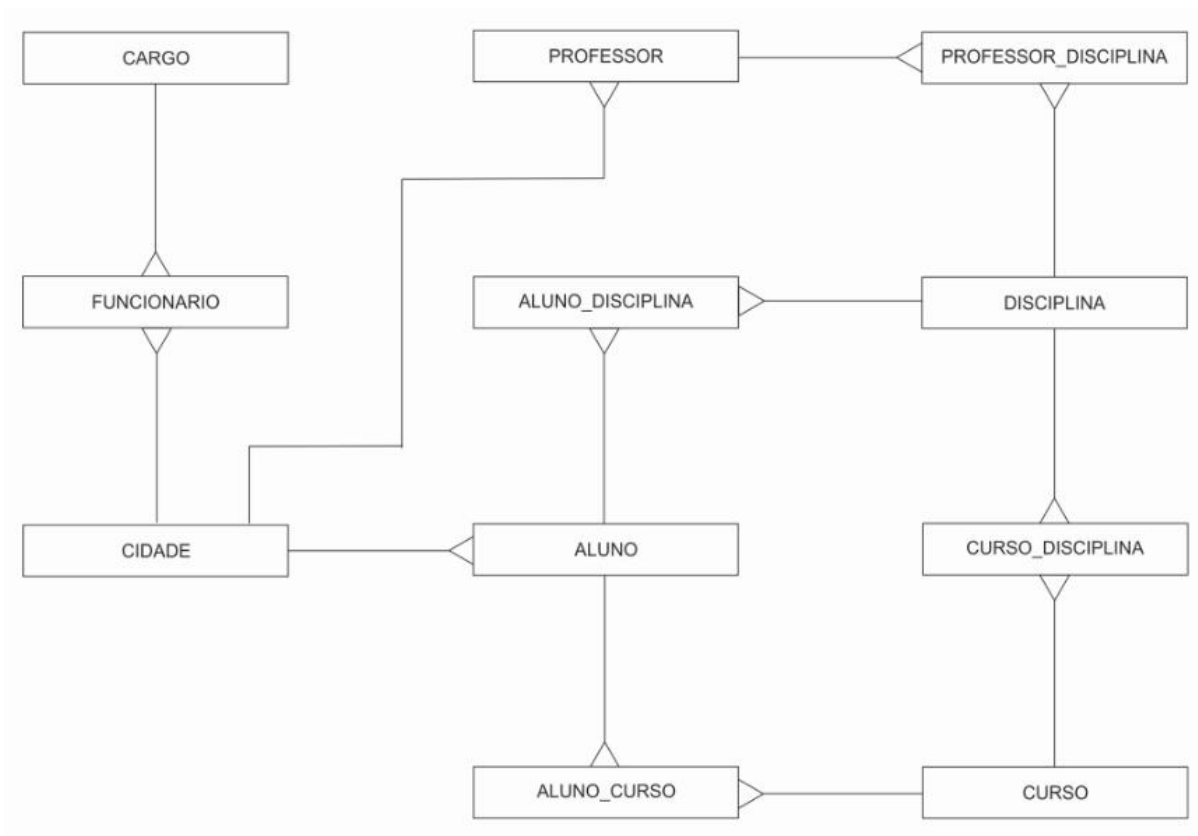 CARGO
PROFESSOR
PROFESSOR_DISCIPLINA
FUNCIONARIO
ALUNO_DISCIPLINA
DISCIPLINA
CIDADE
ALUNO
CURSO_DISCIPLINA
ALUNO_CURSO
CURSO